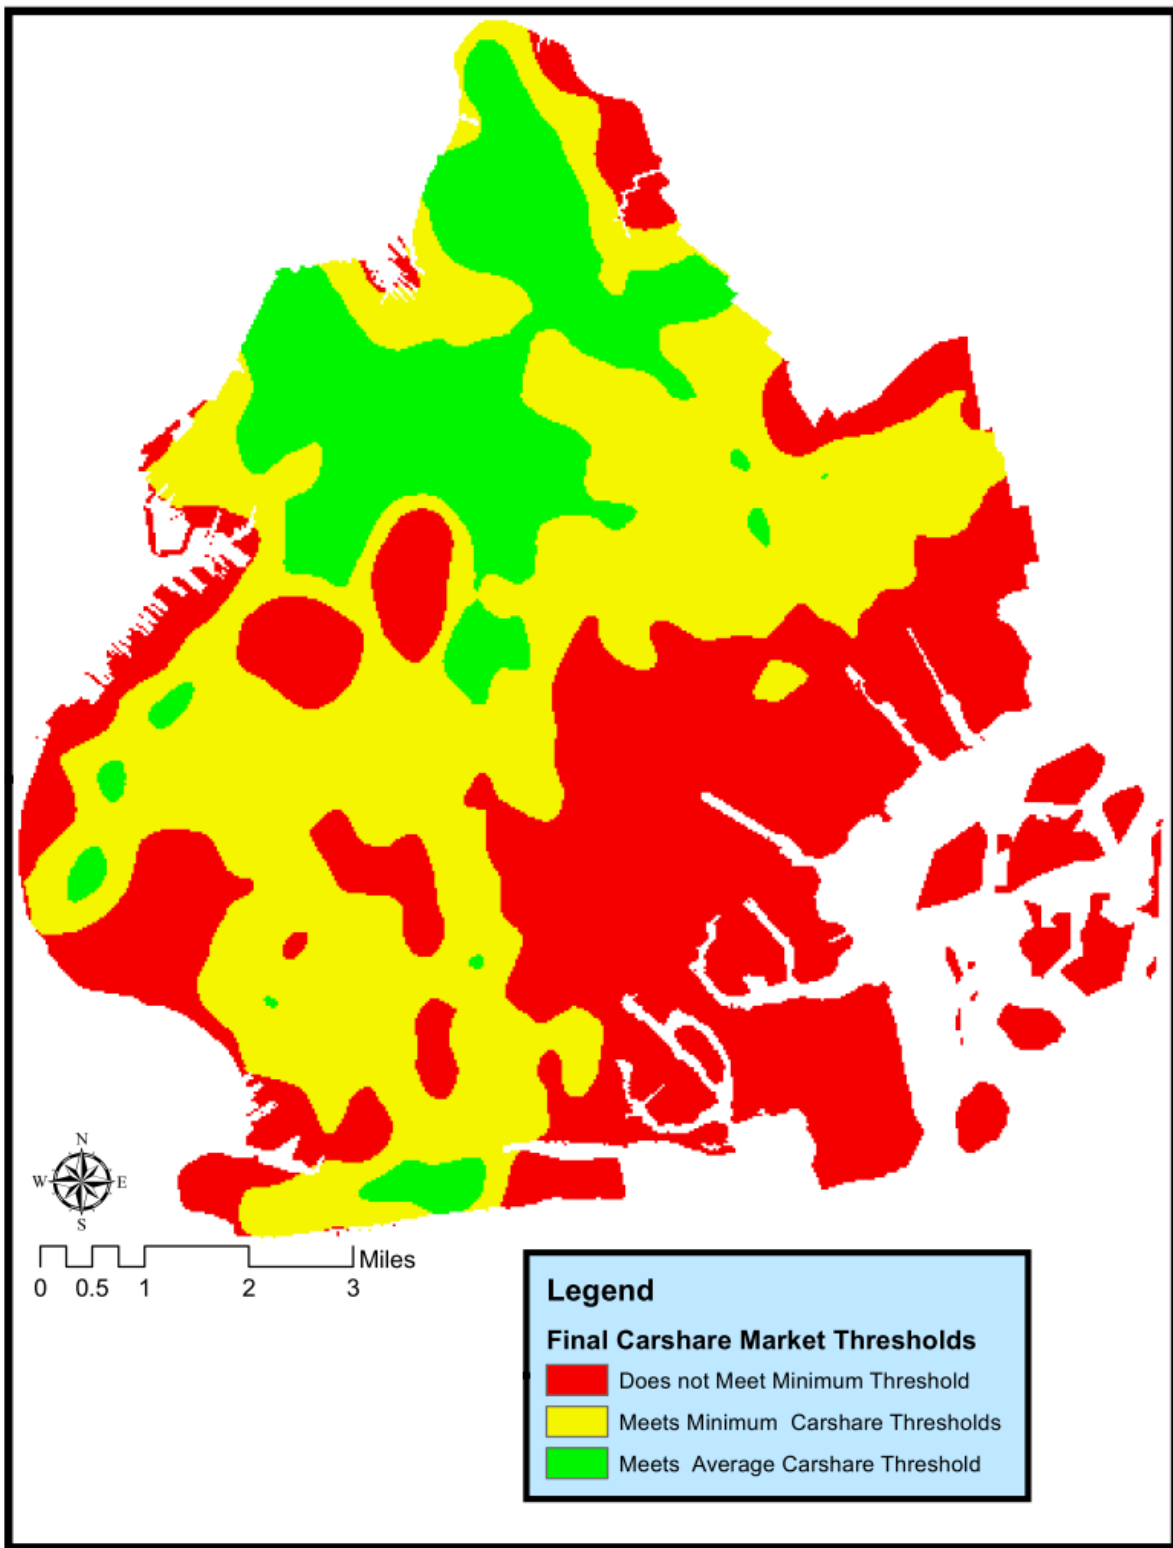 N
W E
S
Miles
0 0.5 1 2 3
Legend
Final Carshare Market Thresholds
Does not Meet Minimum Threshold
Meets Minimum  Carshare Thresholds
Meets  Average Carshare Threshold